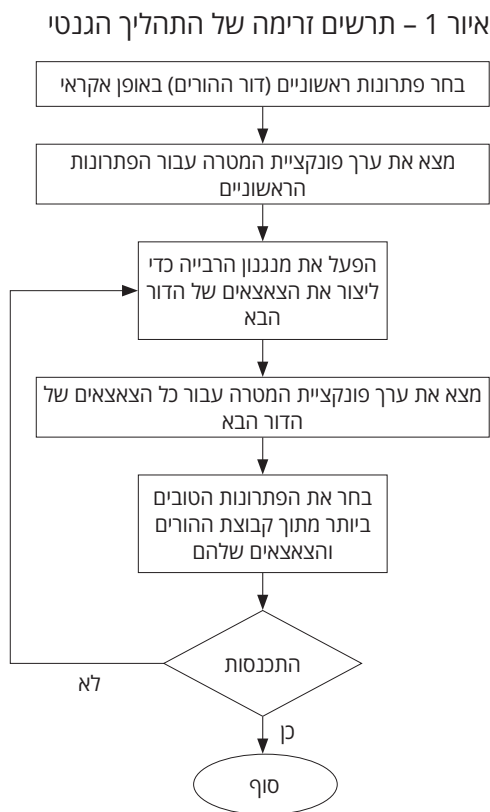 איור 1 – תרשים זרימה של התהליך הגנטי
בחר פתרונות ראשוניים (דור ההורים) באופן אקראי
מצא את ערך פונקציית המטרה עבור הפתרונות
הראשוניים
הפעל את מנגנון הרבייה כדי
ליצור את הצאצאים של הדור
הבא
מצא את ערך פונקציית המטרה עבור כל הצאצאים של
הדור הבא
בחר את הפתרונות הטובים
ביותר מתוך קבוצת ההורים
והצאצאים שלהם
התכנסות
לא
כן
סוף